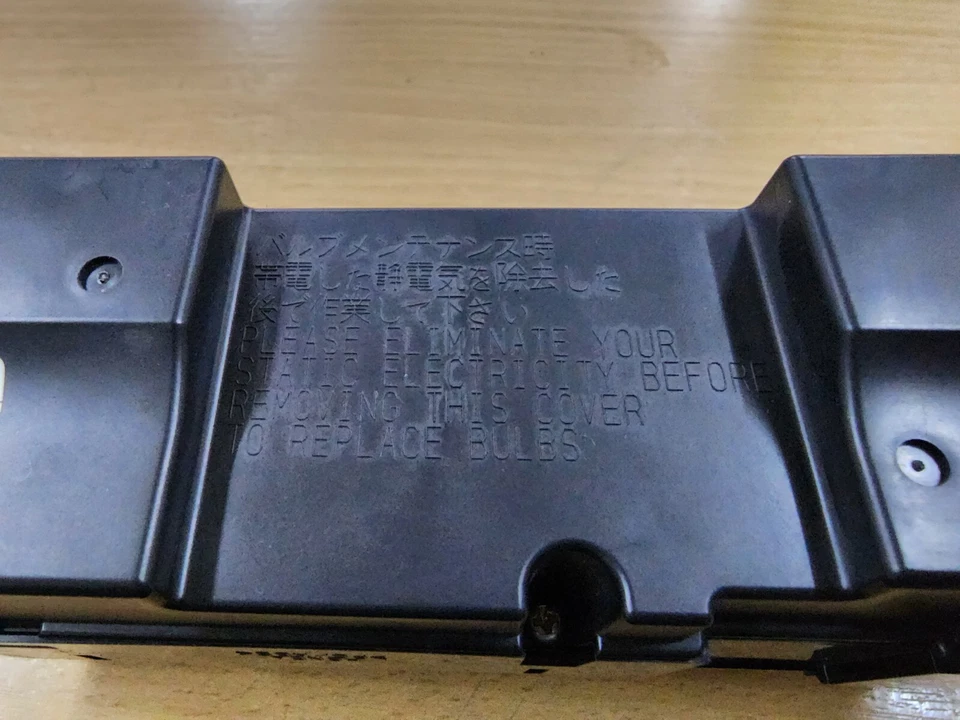 バルブメンテナンス時
帯電した静電気を除去した
後で作業して下さい
PLEASE ELIMINATE YOUR
STATIC ELECTRICITY BEFORE
REMOVING THIS COVER
TO REPLACE BULBS